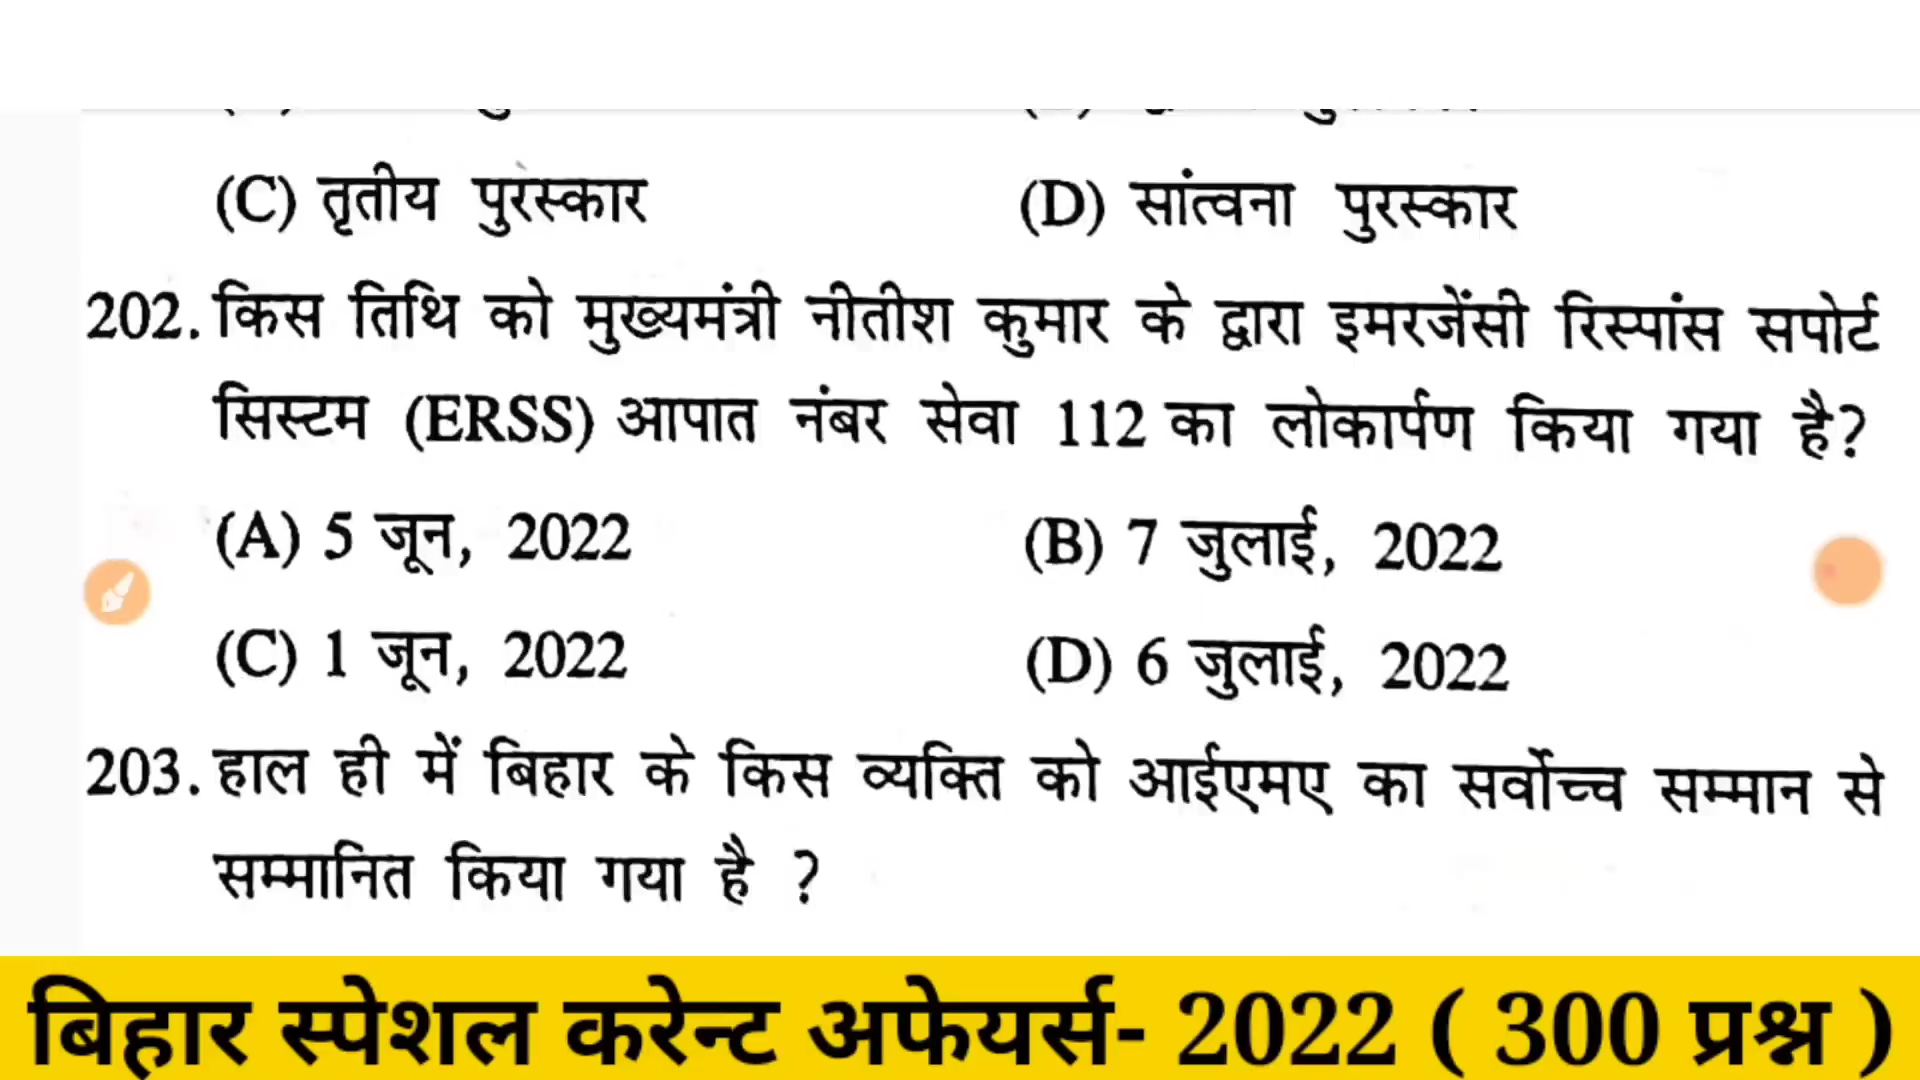 (C) तृतीय पुरस्कार (D) सांत्वना पुरस्कार
202. किस तिथि को मुख्यमंत्री नीतीश कुमार के द्वारा इमरजेंसी रिस्पांस सपोर्ट
सिस्टम (ERSS) आपात नंबर सेवा 112 का लोकार्पण किया गया है?
(A) 5 जून, 2022 (B) 7 जुलाई, 2022
(C) 1 जून, 2022 (D) 6 जुलाई, 2022
203. हाल ही में बिहार के किस व्यक्ति को आईएमए का सर्वोच्च सम्मान से
सम्मानित किया गया है ?
बिहार स्पेशल करेन्ट अफेयर्स- 2022 ( 300 प्रश्न )